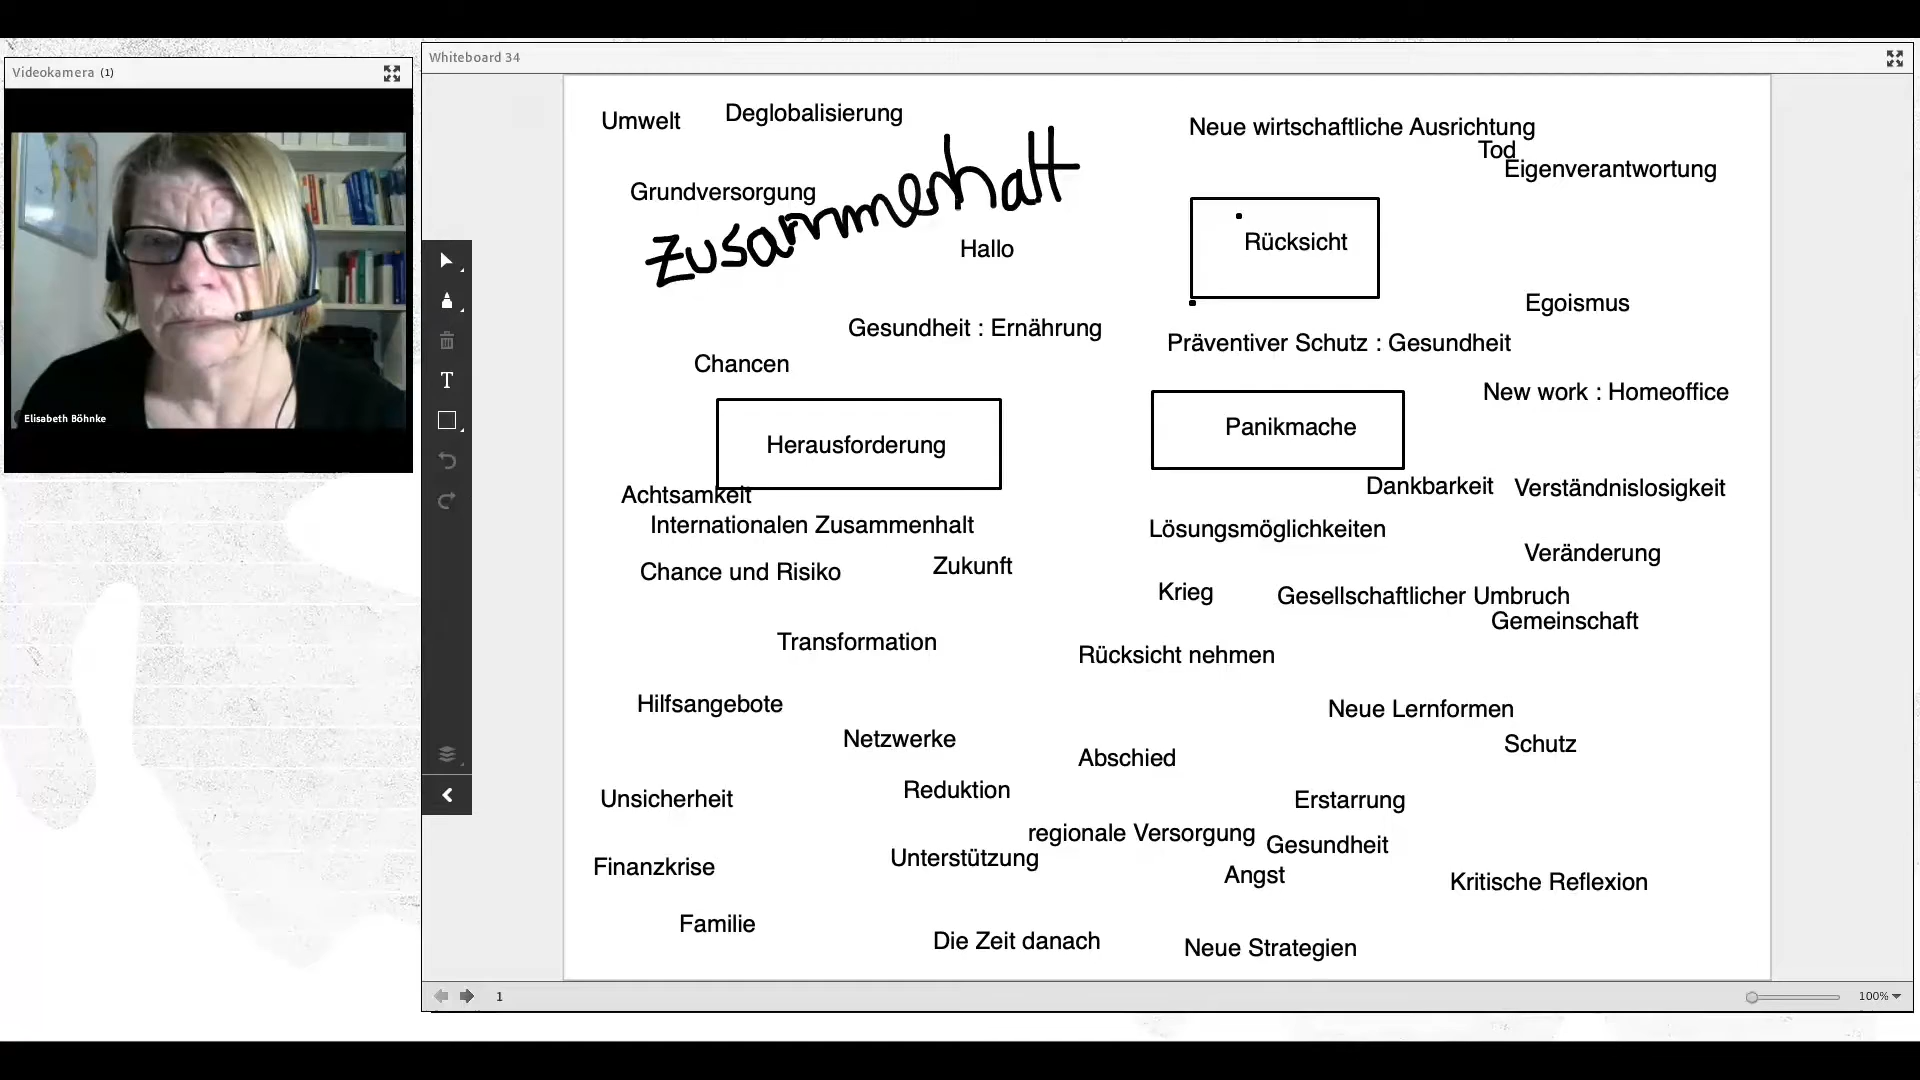 Videokamera (1)
Elisabeth Böhnke
Whiteboard 34
Umwelt
Deglobalisierung
Neue wirtschaftliche Ausrichtung
Tod
Eigenverantwortung
Grundversorgung
Zusammenhalt
Hallo
Rücksicht
Egoismus
Gesundheit : Ernährung
Präventiver Schutz : Gesundheit
Chancen
New work : Homeoffice
Herausforderung
Panikmache
Achtsamkeit
Dankbarkeit
Verständnislosigkeit
Internationalen Zusammenhalt
Lösungsmöglichkeiten
Veränderung
Chance und Risiko
Zukunft
Krieg
Gesellschaftlicher Umbruch
Gemeinschaft
Transformation
Rücksicht nehmen
Hilfsangebote
Neue Lernformen
Netzwerke
Schutz
Abschied
Reduktion
Unsicherheit
Erstarrung
regionale Versorgung
Gesundheit
Unterstützung
Finanzkrise
Angst
Kritische Reflexion
Familie
Die Zeit danach
Neue Strategien
T
1
100%